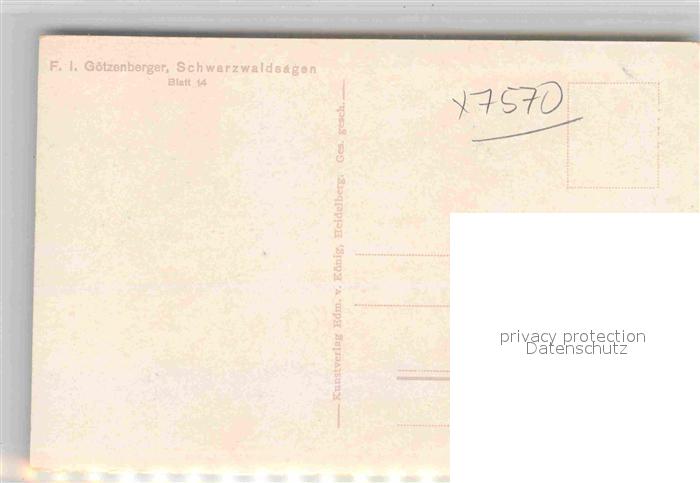 F. I. Götzenberger, Schwarzwaldsagen
Blatt 14
x7570
Kunstverlag Edm. v. König, Heidelberg. Ges. gesch.
privacy protection
Datenschutz